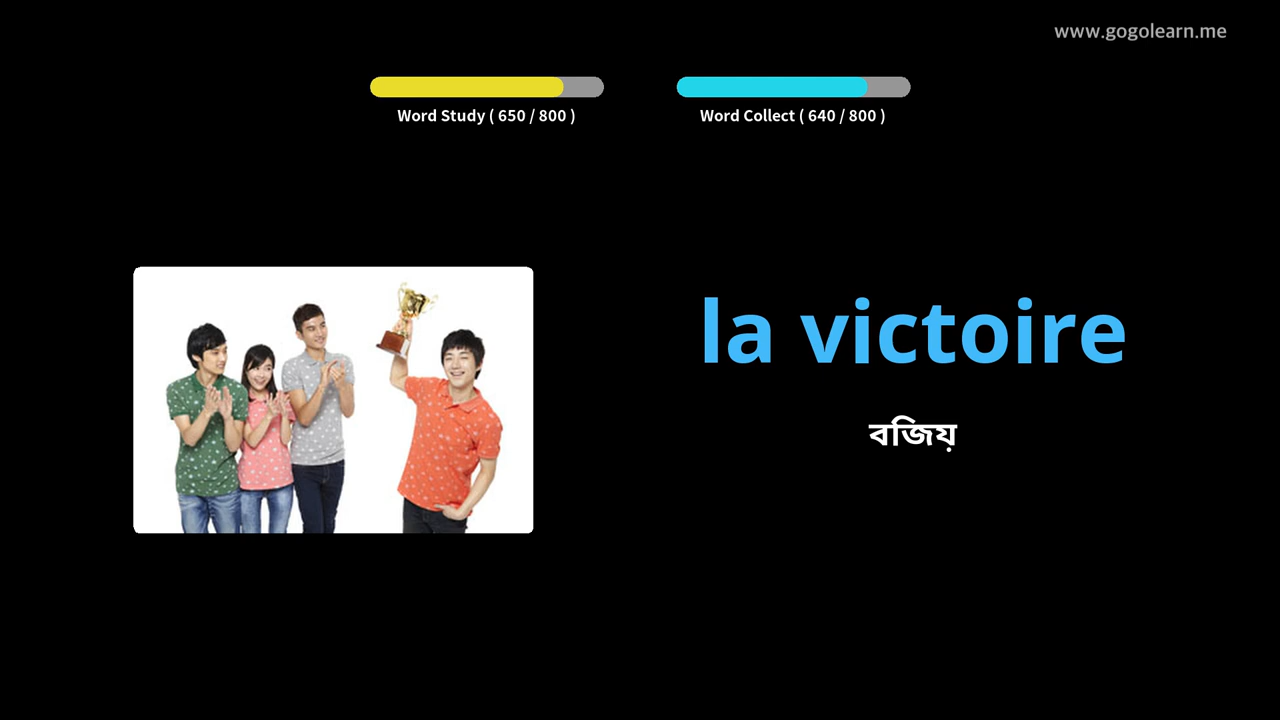 www.gogolearn.me
Word Study ( 650 / 800 )
Word Collect ( 640 / 800 )
la victoire
বজিয়